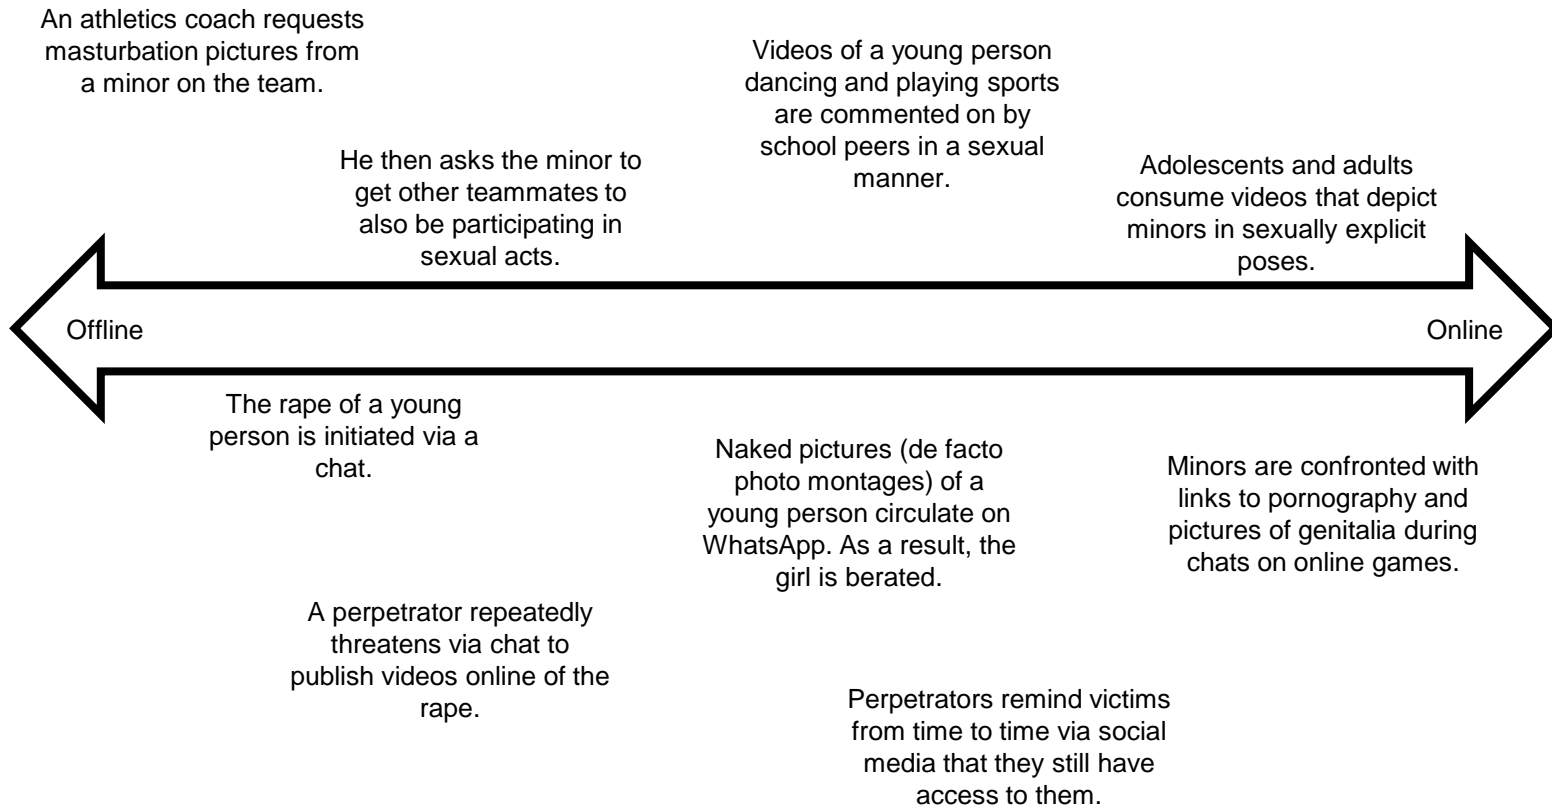 An athletics coach requests
masturbation pictures from
a minor on the team.
He then asks the minor to
get other teammates to
also be participating in
sexual acts.
Videos of a young person
dancing and playing sports
are commented on by
school peers in a sexual
manner.
Adolescents and adults
consume videos that depict
minors in sexually explicit
poses.
Offline
Online
The rape of a young
person is initiated via a
chat.
A perpetrator repeatedly
threatens via chat to
publish videos online of the
rape.
Naked pictures (de facto
photo montages) of a
young person circulate on
WhatsApp. As a result, the
girl is berated.
Perpetrators remind victims
from time to time via social
media that they still have
access to them.
Minors are confronted with
links to pornography and
pictures of genitalia during
chats on online games.